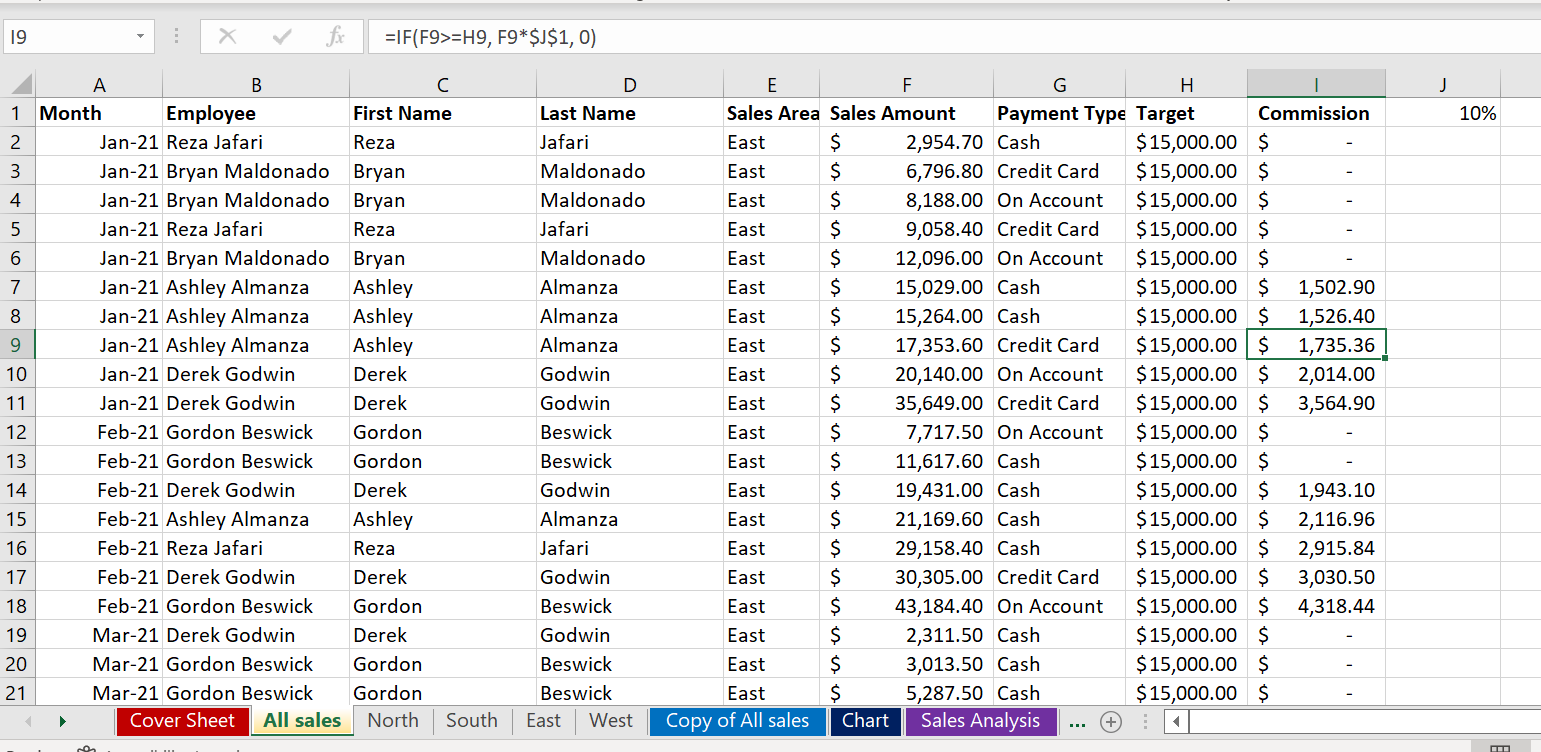 I9 fx =IF(F9>=H9, F9*$J$1, 0)
A B C D E F G H I J
1 Month Employee First Name Last Name Sales Area Sales Amount Payment Type Target Commission 10%
2 Jan-21 Reza Jafari Reza Jafari East $ 2,954.70 Cash $15,000.00 $ -
3 Jan-21 Bryan Maldonado Bryan Maldonado East $ 6,796.80 Credit Card $15,000.00 $ -
4 Jan-21 Bryan Maldonado Bryan Maldonado East $ 8,188.00 On Account $15,000.00 $ -
5 Jan-21 Reza Jafari Reza Jafari East $ 9,058.40 Credit Card $15,000.00 $ -
6 Jan-21 Bryan Maldonado Bryan Maldonado East $ 12,096.00 On Account $15,000.00 $ -
7 Jan-21 Ashley Almanza Ashley Almanza East $ 15,029.00 Cash $15,000.00 $ 1,502.90
8 Jan-21 Ashley Almanza Ashley Almanza East $ 15,264.00 Cash $15,000.00 $ 1,526.40
9 Jan-21 Ashley Almanza Ashley Almanza East $ 17,353.60 Credit Card $15,000.00 $ 1,735.36
10 Jan-21 Derek Godwin Derek Godwin East $ 20,140.00 On Account $15,000.00 $ 2,014.00
11 Jan-21 Derek Godwin Derek Godwin East $ 35,649.00 Credit Card $15,000.00 $ 3,564.90
12 Feb-21 Gordon Beswick Gordon Beswick East $ 7,717.50 On Account $15,000.00 $ -
13 Feb-21 Gordon Beswick Gordon Beswick East $ 11,617.60 Cash $15,000.00 $ -
14 Feb-21 Derek Godwin Derek Godwin East $ 19,431.00 Cash $15,000.00 $ 1,943.10
15 Feb-21 Ashley Almanza Ashley Almanza East $ 21,169.60 Cash $15,000.00 $ 2,116.96
16 Feb-21 Reza Jafari Reza Jafari East $ 29,158.40 Cash $15,000.00 $ 2,915.84
17 Feb-21 Derek Godwin Derek Godwin East $ 30,305.00 Credit Card $15,000.00 $ 3,030.50
18 Feb-21 Gordon Beswick Gordon Beswick East $ 43,184.40 On Account $15,000.00 $ 4,318.44
19 Mar-21 Derek Godwin Derek Godwin East $ 2,311.50 Cash $15,000.00 $ -
20 Mar-21 Gordon Beswick Gordon Beswick East $ 3,013.50 Cash $15,000.00 $ -
21 Mar-21 Gordon Beswick Gordon Beswick East $ 5,287.50 Cash $15,000.00 $ -
Cover Sheet All sales North South East West Copy of All sales Chart Sales Analysis ...